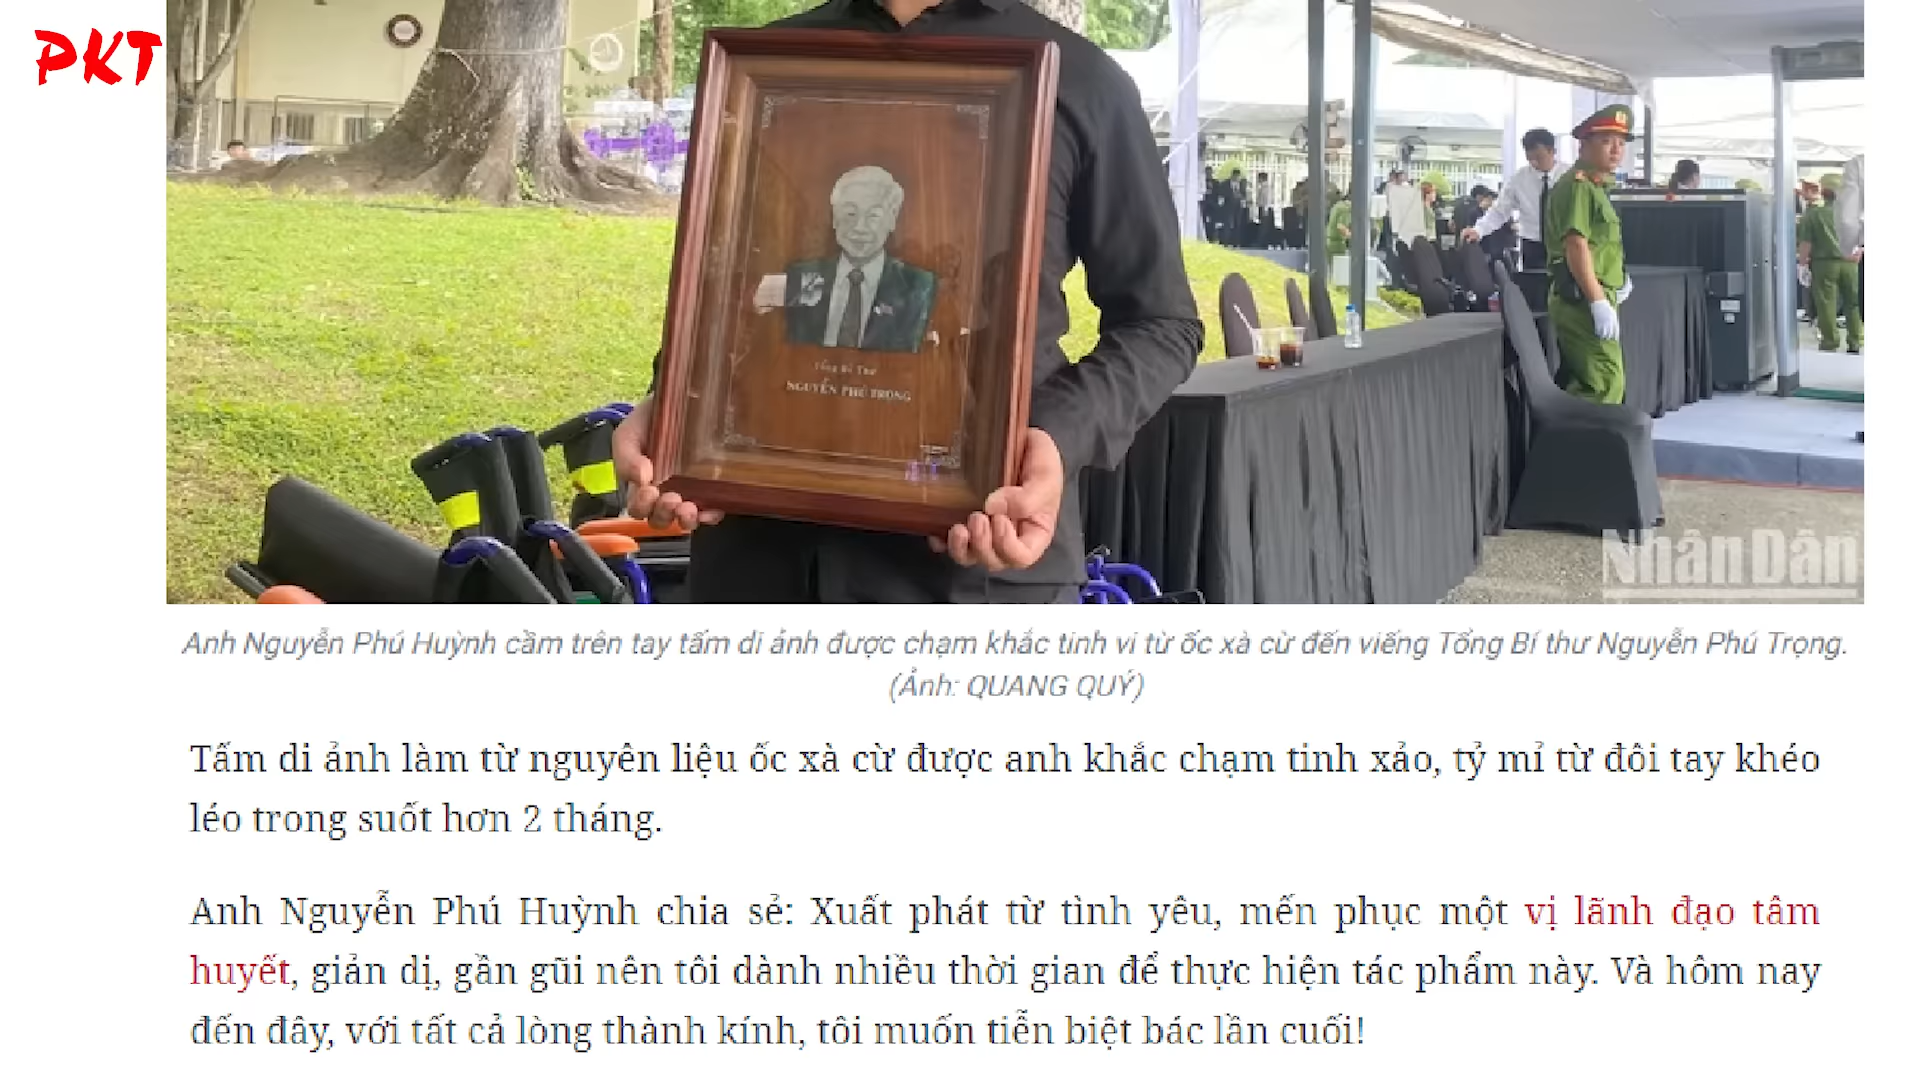 PKT
Tổng Bí Thư
NGUYỄN PHÚ TRỌNG
Nhân Dân
Anh Nguyễn Phú Huỳnh cầm trên tay tấm di ảnh được chạm khắc tinh vi từ ốc xà cừ đến viếng Tổng Bí thư Nguyễn Phú Trọng.
(Ảnh: QUANG QUÝ)
Tấm di ảnh làm từ nguyên liệu ốc xà cừ được anh khắc chạm tinh xảo, tỷ mỉ từ đôi tay khéo
léo trong suốt hơn 2 tháng.
Anh Nguyễn Phú Huỳnh chia sẻ: Xuất phát từ tình yêu, mến phục một vị lãnh đạo tâm
huyết, giản dị, gần gũi nên tôi dành nhiều thời gian để thực hiện tác phẩm này. Và hôm nay
đến đây, với tất cả lòng thành kính, tôi muốn tiễn biệt bác lần cuối!